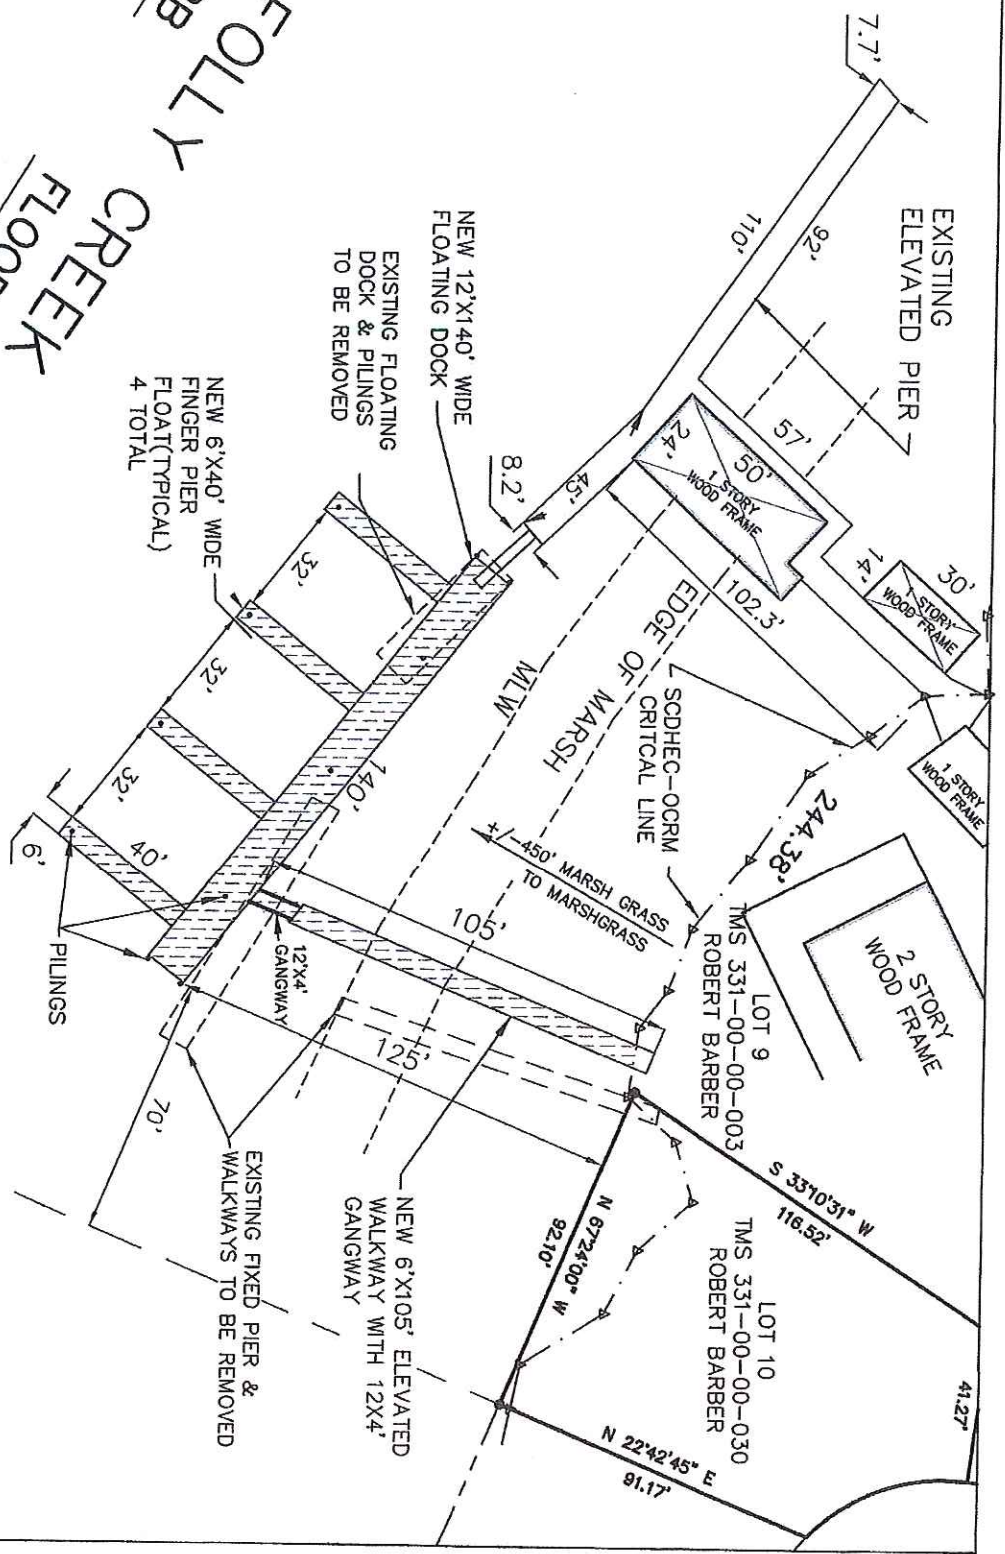 7.7'
EXISTING
ELEVATED PIER
92'
110'
57'
50'
24'
1 STORY
WOOD FRAME
30'
14'
1 STORY
WOOD FRAME
1 STORY
WOOD FRAME
2 STORY
WOOD FRAME
45'
8.2'
102.3'
244.38'
FOLLY CREEK
FLOOD
NEW 12'X140' WIDE
FLOATING DOCK
EXISTING FLOATING
DOCK & PILINGS
TO BE REMOVED
NEW 6'X40' WIDE
FINGER PIER
FLOAT(TYPICAL)
4 TOTAL
32'
32'
32'
40'
6'
PILINGS
140'
MLW
EDGE OF MARSH
SCDHEC-OCRM
CRITCAL LINE
+/-450' MARSH GRASS
TO MARSHGRASS
105'
12'X4'
GANGWAY
125'
70'
EXISTING FIXED PIER &
WALKWAYS TO BE REMOVED
NEW 6'X105' ELEVATED
WALKWAY WITH 12X4'
GANGWAY
LOT 9
TMS 331-00-00-003
ROBERT BARBER
S 33°10'31" W
116.52'
N 67°24'00" W
92.10'
LOT 10
TMS 331-00-00-030
ROBERT BARBER
N 22°42'45" E
91.17'
41.27'